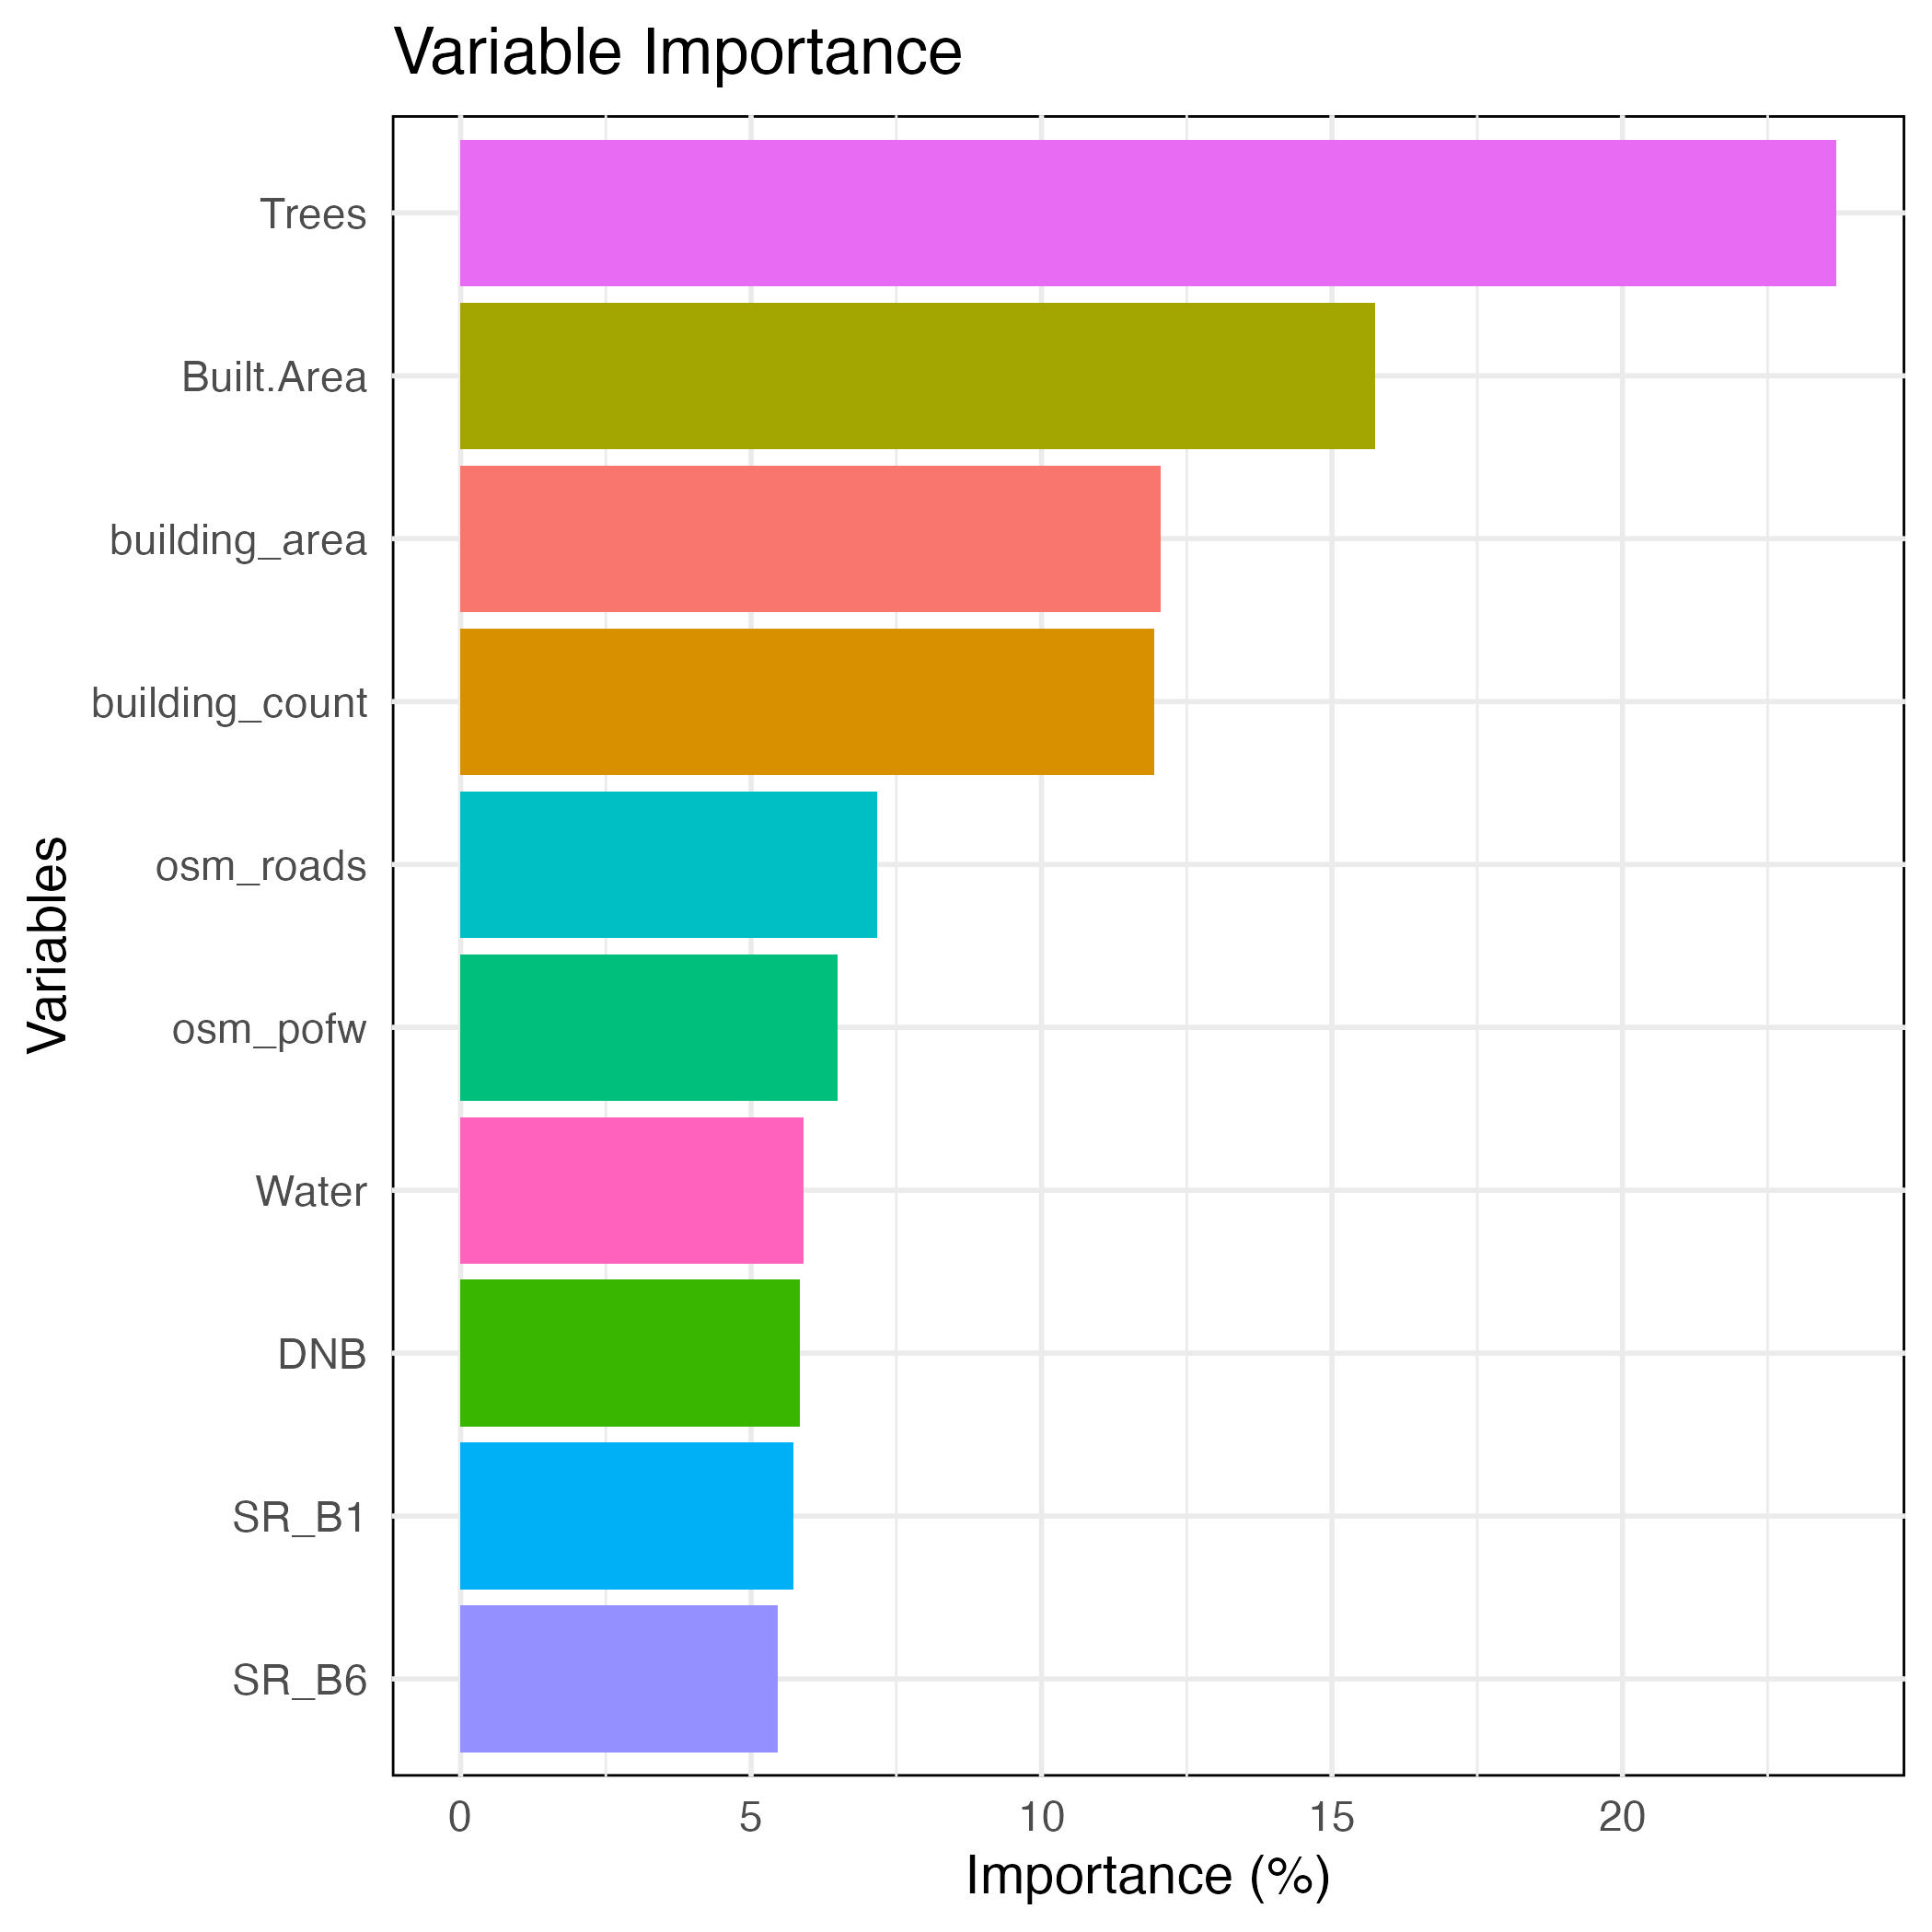 Variable Importance
Variables
Trees
Built.Area
building_area
building_count
osm_roads
osm_pofw
Water
DNB
SR_B1
SR_B6
0 5 10 15 20
Importance (%)